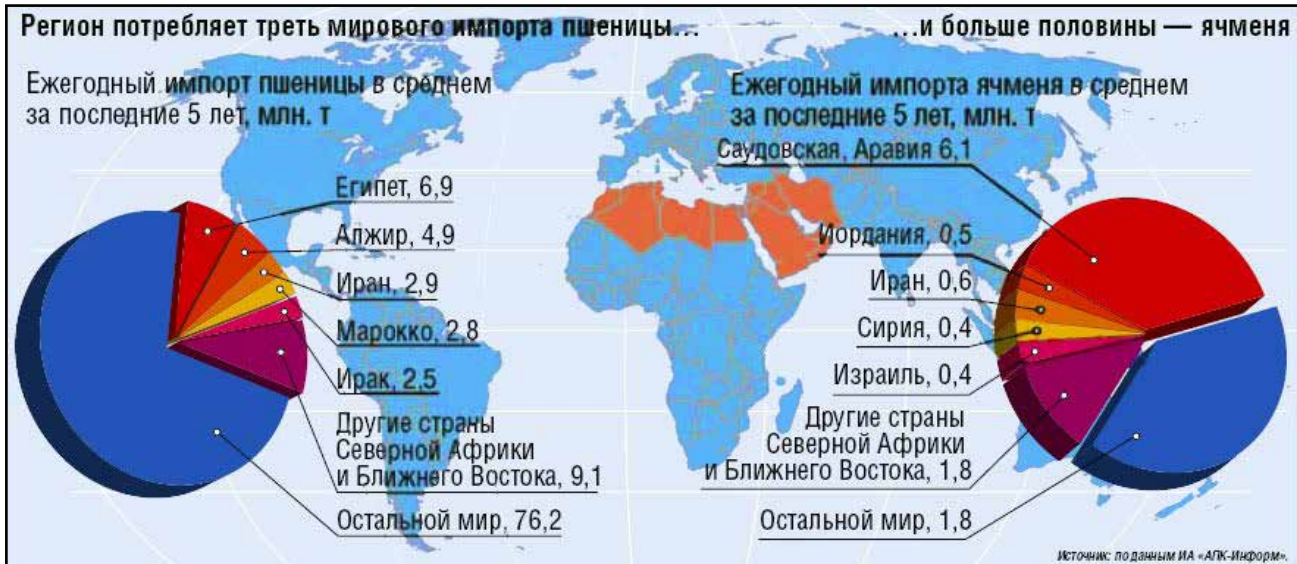 Регион потребляет треть мирового импорта пшеницы...
...и больше половины — ячменя
Ежегодный импорт пшеницы в среднем
за последние 5 лет, млн. т
Египет, 6,9
Алжир, 4,9
Иран, 2,9
Марокко, 2,8
Ирак, 2,5
Другие страны
Северной Африки
и Ближнего Востока, 9,1
Остальной мир, 76,2
Ежегодный импорта ячменя в среднем
за последние 5 лет, млн. т
Саудовская, Аравия 6,1
Иордания, 0,5
Иран, 0,6
Сирия, 0,4
Израиль, 0,4
Другие страны
Северной Африки
и Ближнего Востока, 1,8
Остальной мир, 1,8
Источник: по данным ИА «АПК-Информ».